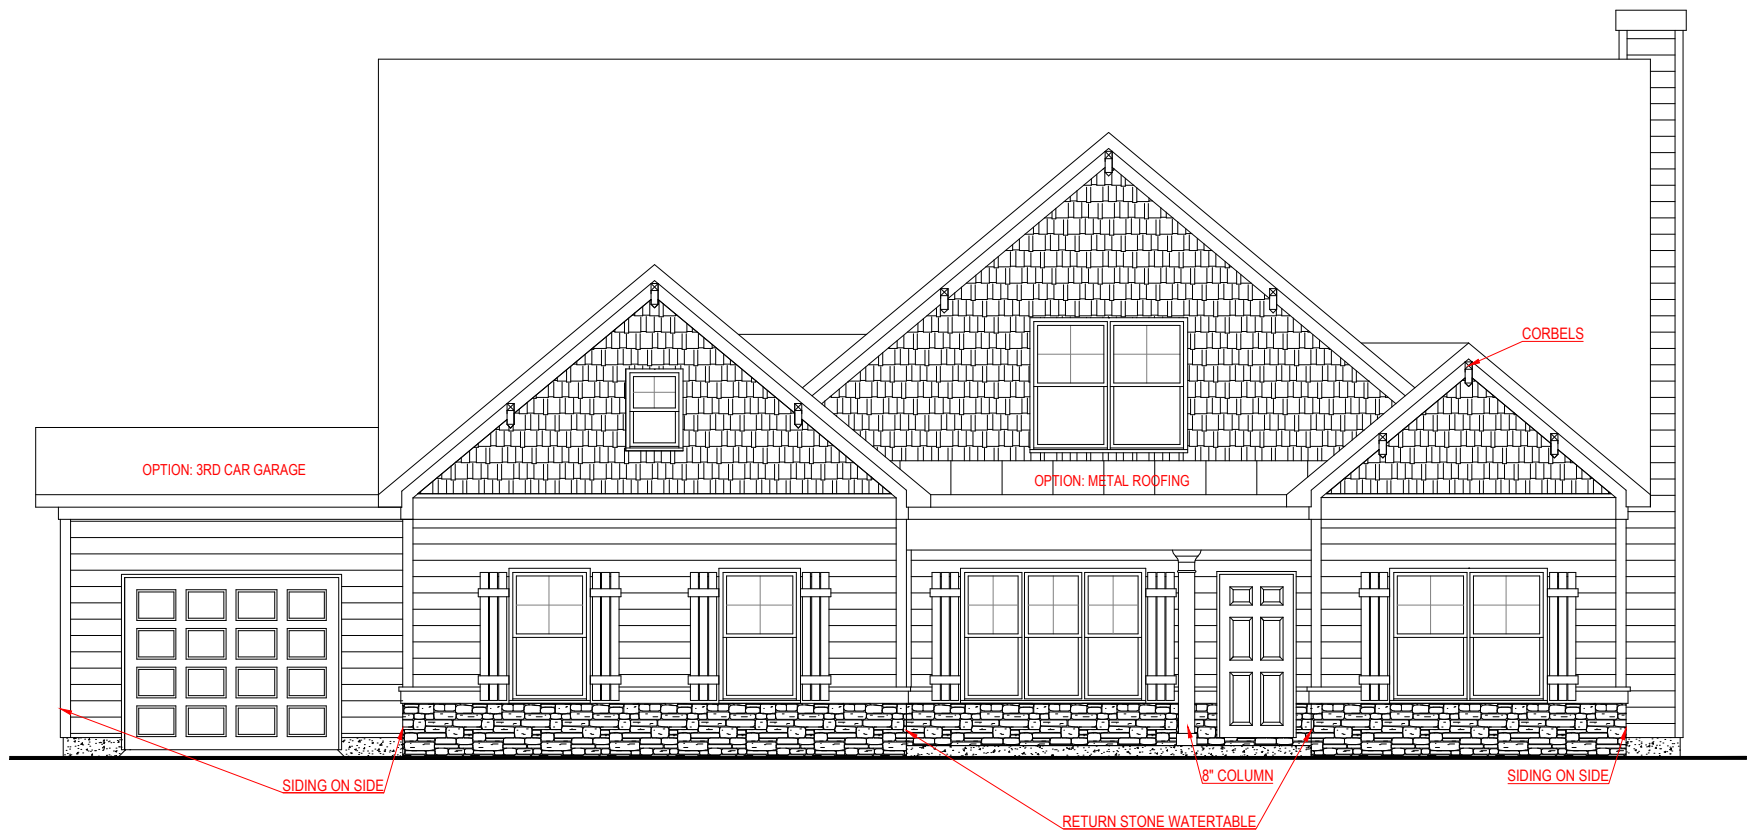 CORBELS
OPTION: 3RD CAR GARAGE
OPTION: METAL ROOFING
SIDING ON SIDE
8" COLUMN
SIDING ON SIDE
RETURN STONE WATERTABLE